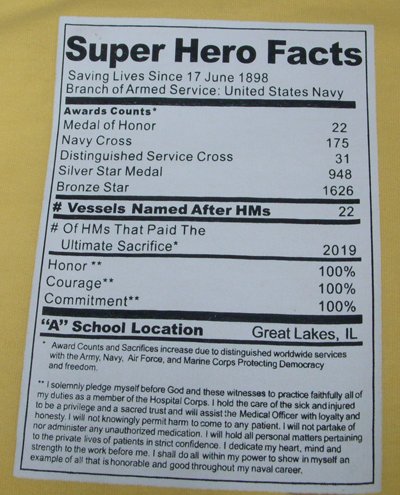 Super Hero Facts
Saving Lives Since 17 June 1898
Branch of Armed Service: United States Navy
Awards Counts*
Medal of Honor 22
Navy Cross 175
Distinguished Service Cross 31
Silver Star Medal 948
Bronze Star 1626
# Vessels Named After HMs 22
# Of HMs That Paid The
Ultimate Sacrifice* 2019
Honor ** 100%
Courage** 100%
Commitment** 100%
"A" School Location Great Lakes, IL
* Award Counts and Sacrifices increase due to distinguished worldwide services
with the Army, Navy, Air Force, and Marine Corps Protecting Democracy
and freedom.
** I solemnly pledge myself before God and these witnesses to practice faithfully all of
my duties as a member of the Hospital Corps. I hold the care of the sick and injured
to be a privilege and a sacred trust and will assist the Medical Officer with loyalty and
honesty. I will not knowingly permit harm to come to any patient. I will not partake of
nor administer any unauthorized medication. I will hold all personal matters pertaining
to the private lives of patients in strict confidence. I dedicate my heart, mind and
strength to the work before me. I shall do all within my power to show in myself an
example of all that is honorable and good throughout my naval career.